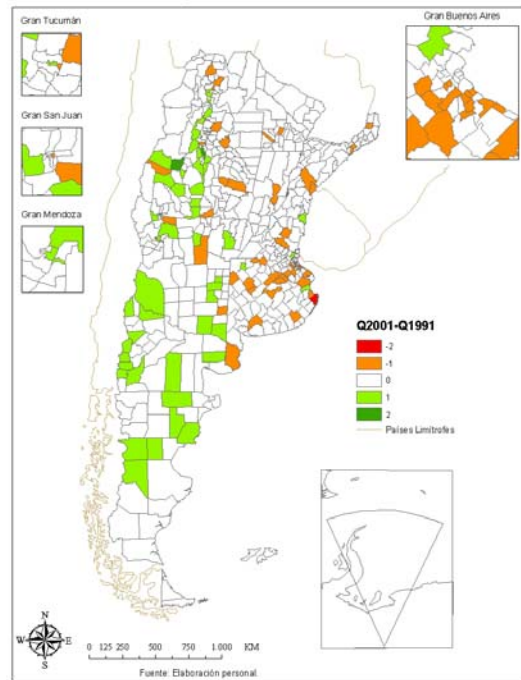 Gran Tucumán
Gran San Juan
Gran Mendoza
Gran Buenos Aires
Q2001-Q1991
-2
-1
0
1
2
Países Limítrofes
N
W E
S
0 125 250 500 750 1.000 KM
Fuente: Elaboración personal